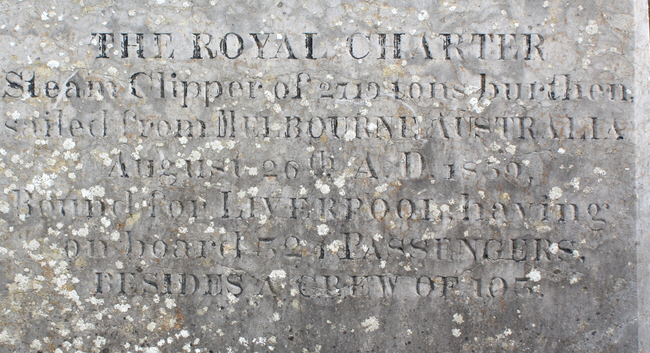 THE ROYAL CHARTER
Steam Clipper of 2719 tons burthen,
sailed from MELBOURNE, AUSTRALIA
August 26th A.D. 1859,
Bound for LIVERPOOL, having
on board 324 PASSENGERS,
BESIDES A CREW OF 103.